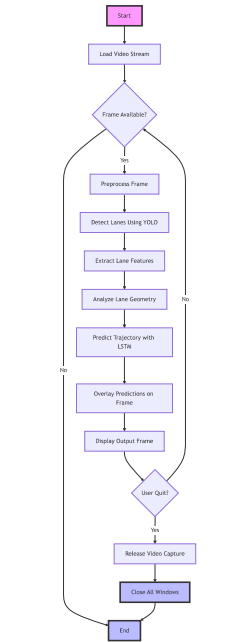 Start
Load Video Stream
Frame Available?
Yes
Preprocess Frame
Detect Lanes Using YOLO
Extract Lane Features
Analyze Lane Geometry
No
Predict Trajectory with
LSTM
No
Overlay Predictions on
Frame
Display Output Frame
User Quit?
Yes
Release Video Capture
Close All Windows
End